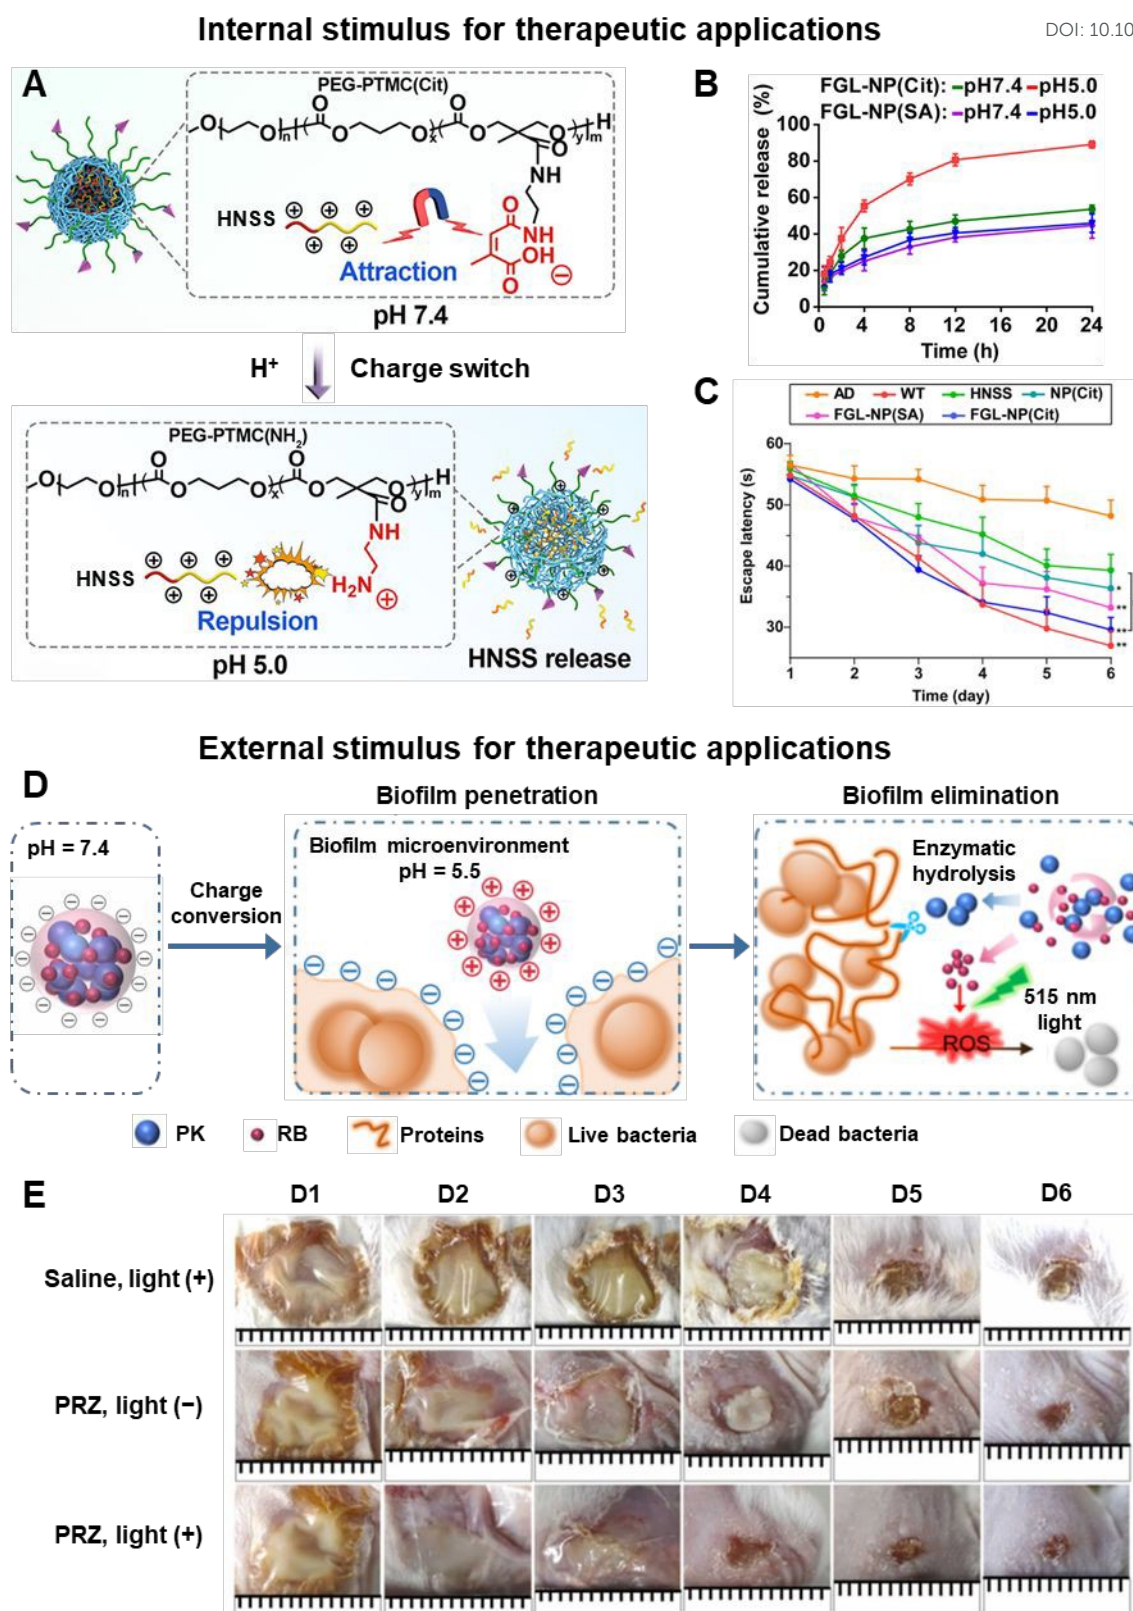 Internal stimulus for therapeutic applications
DOI: 10.10
A
PEG-PTMC(Cit)
O O n O O O x O O O y m H
O
NH
HNSS
O NH
OH
O
Attraction
pH 7.4
H⁺ Charge switch
PEG-PTMC(NH₂)
O O n O O O x O O O y m H
O
NH
HNSS
H₂N
Repulsion
pH 5.0
HNSS release
B
FGL-NP(Cit): pH7.4 pH5.0
FGL-NP(SA): pH7.4 pH5.0
Cumulative release (%)
100
80
60
40
20
0
0 4 8 12 16 20 24
Time (h)
C
AD WT HNSS NP(Cit)
FGL-NP(SA) FGL-NP(Cit)
Escape latency (s)
60
50
40
30
*
**
**
**
1 2 3 4 5 6
Time (day)
External stimulus for therapeutic applications
D
pH = 7.4
Charge
conversion
Biofilm penetration
Biofilm microenvironment
pH = 5.5
Biofilm elimination
Enzymatic
hydrolysis
515 nm
light
ROS
PK RB Proteins Live bacteria Dead bacteria
E
D1 D2 D3 D4 D5 D6
Saline, light (+)
PRZ, light (−)
PRZ, light (+)